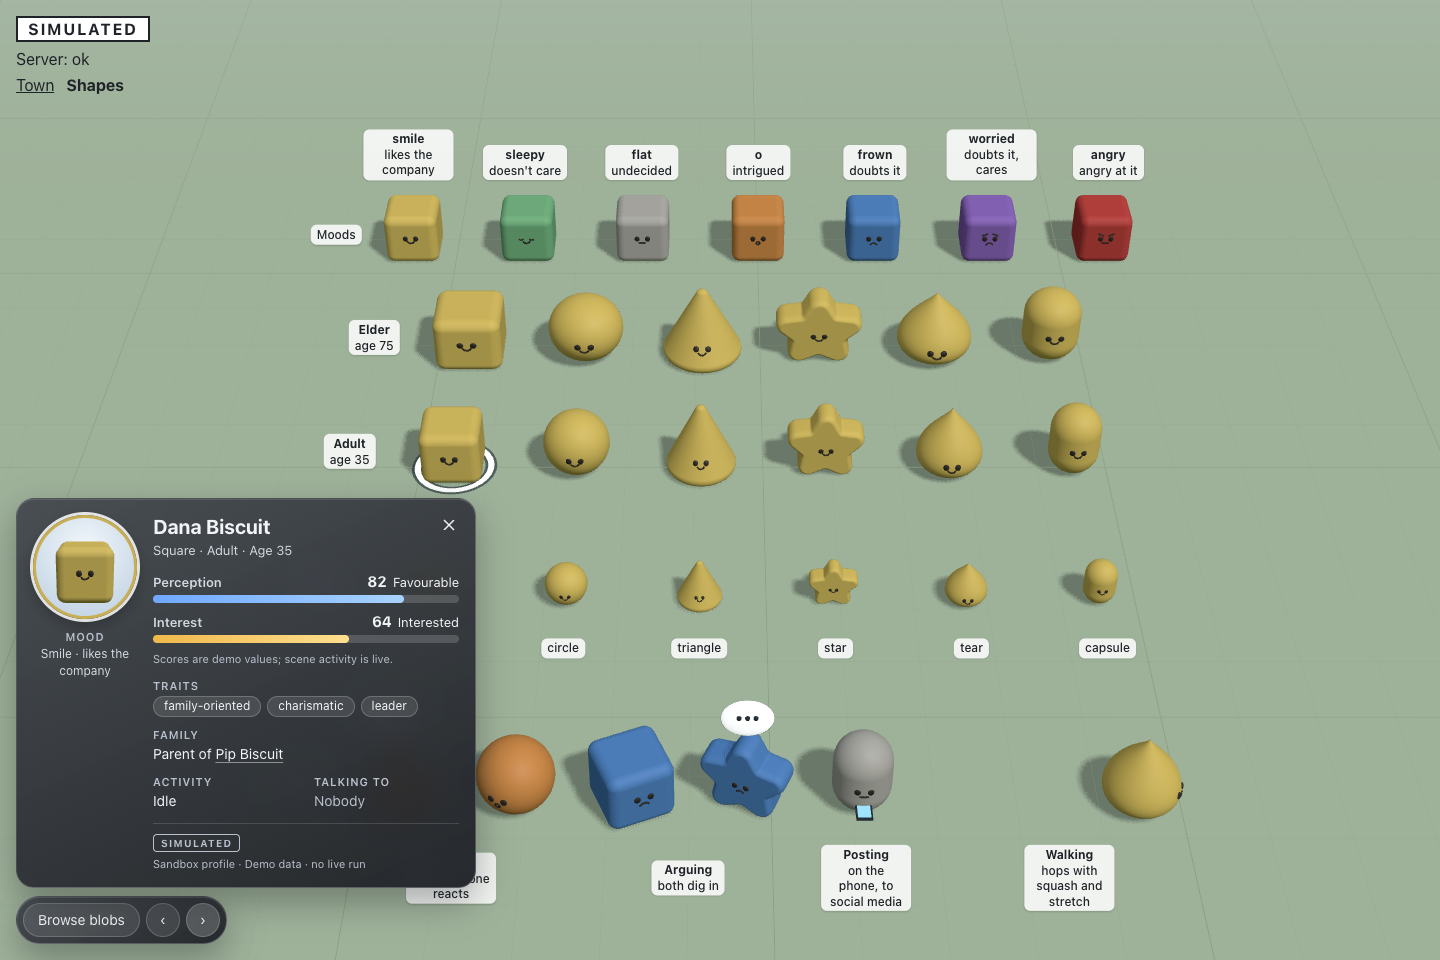 SIMULATED
Server: ok
Town Shapes
smile
likes the
company
sleepy
doesn't care
flat
undecided
o
intrigued
frown
doubts it
worried
doubts it,
cares
angry
angry at it
Moods
Elder
age 75
Adult
age 35
circle
triangle
star
tear
capsule
Dana Biscuit
Square · Adult · Age 35
Perception 82 Favourable
Interest 64 Interested
Scores are demo values; scene activity is live.
MOOD
Smile · likes the
company
TRAITS
family-oriented charismatic leader
FAMILY
Parent of Pip Biscuit
ACTIVITY TALKING TO
Idle Nobody
SIMULATED
Sandbox profile · Demo data · no live run
reacts
Arguing
both dig in
Posting
on the
phone, to
social media
Walking
hops with
squash and
stretch
Browse blobs ‹ ›